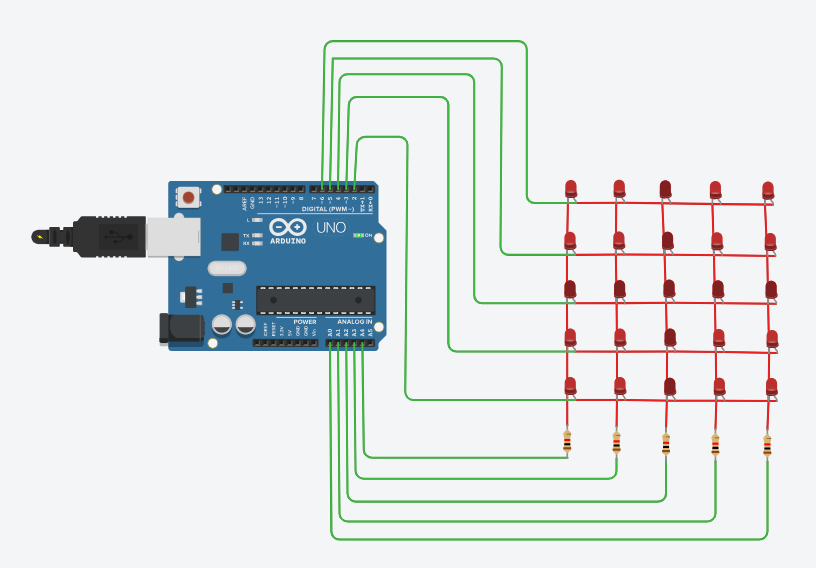 AREF
GND
13
12
~11
~10
~9
8
7
~6
~5
4
~3
2
TX→1
RX←0
DIGITAL (PWM~)
L
TX
RX
ARDUINO
UNO
ON
POWER
ANALOG IN
IOREF
RESET
3.3V
5V
GND
GND
Vin
A0
A1
A2
A3
A4
A5